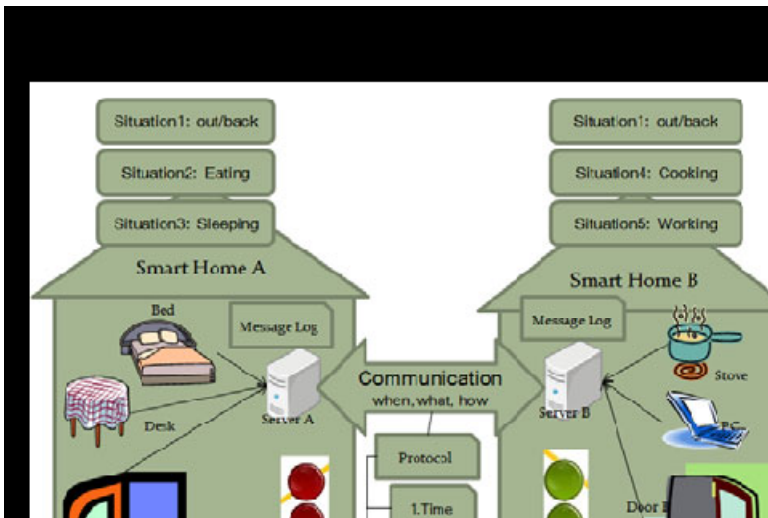 Situation1: out/back
Situation2: Eating
Situation3: Sleeping
Smart Home A
Bed
Message Log
Server A
Desk
Communication
when, what, how
Protocol
1.Time
Situation1: out/back
Situation4: Cooking
Situation5: Working
Smart Home B
Message Log
Server B
Stove
PC
Door